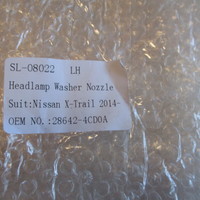 SL-08022 LH
Headlamp Washer Nozzle
Suit:Nissan X-Trail 2014-
OEM NO.:28642-4CD0A